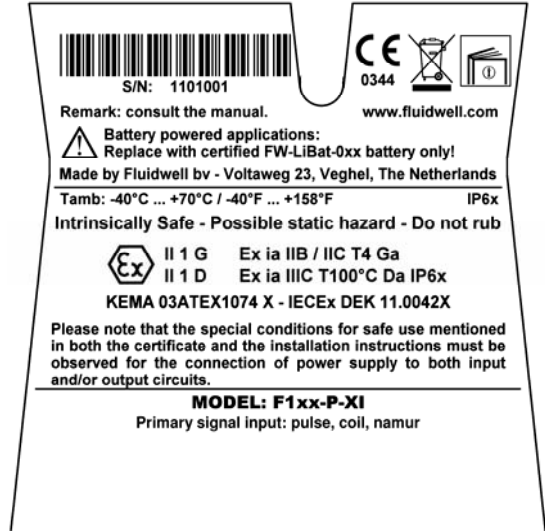 CE
0344
S/N: 1101001
Remark: consult the manual. www.fluidwell.com
Battery powered applications:
Replace with certified FW-LiBat-0xx battery only!
Made by Fluidwell bv - Voltaweg 23, Veghel, The Netherlands
Tamb: -40°C ... +70°C / -40°F ... +158°F IP6x
Intrinsically Safe - Possible static hazard - Do not rub
Ex
II 1 G Ex ia IIB / IIC T4 Ga
II 1 D Ex ia IIIC T100°C Da IP6x
KEMA 03ATEX1074 X - IECEx DEK 11.0042X
Please note that the special conditions for safe use mentioned
in both the certificate and the installation instructions must be
observed for the connection of power supply to both input
and/or output circuits.
MODEL: F1xx-P-XI
Primary signal input: pulse, coil, namur